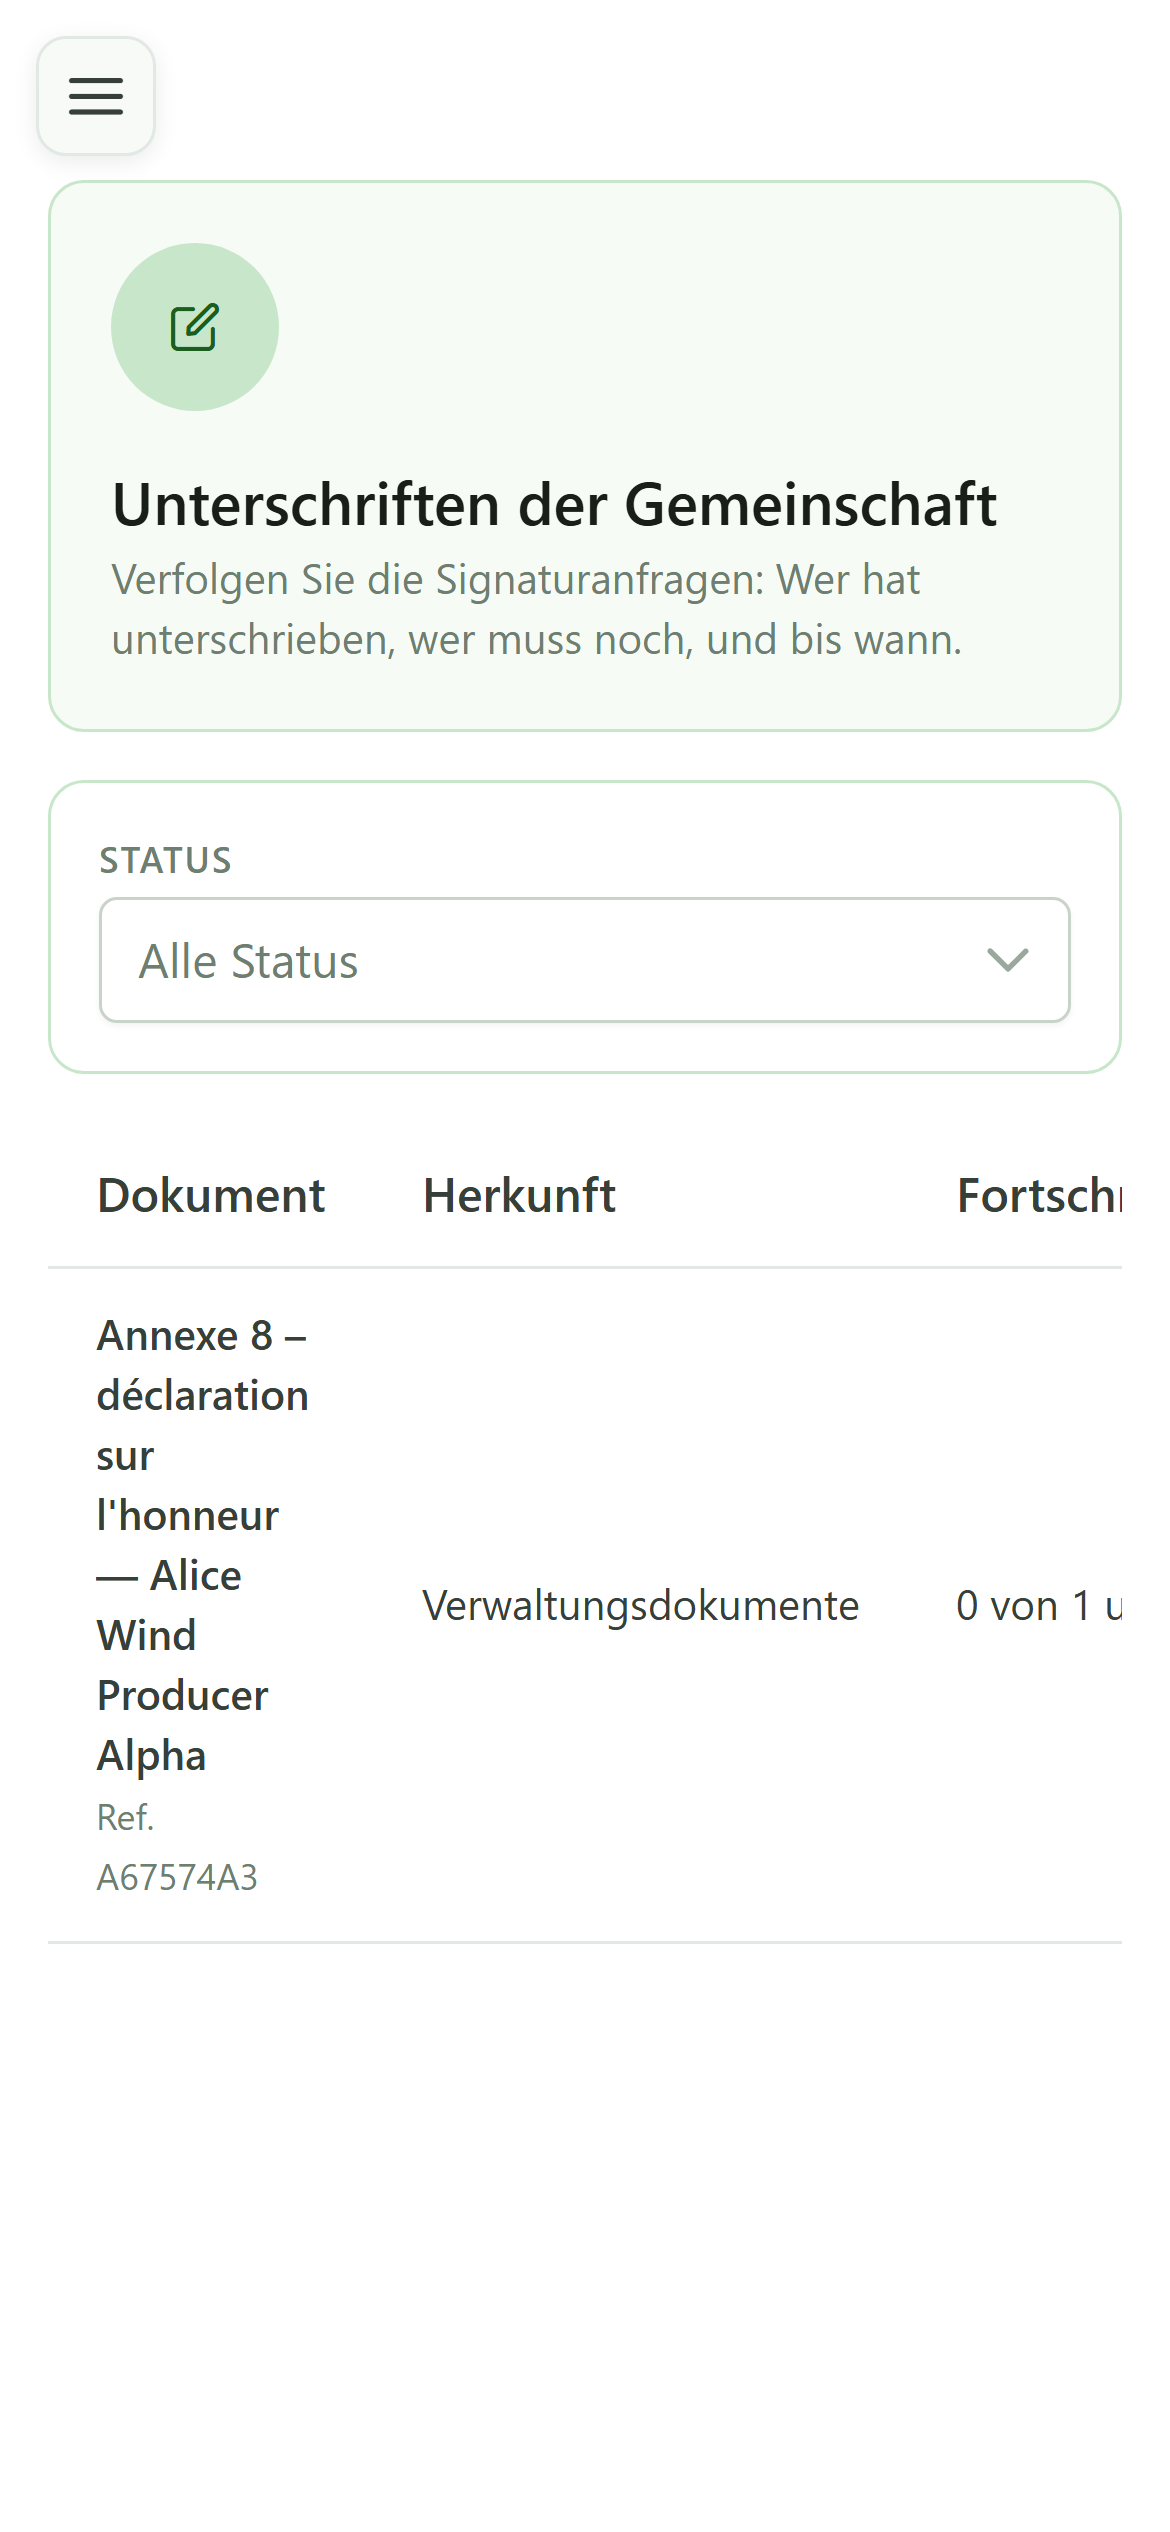 Unterschriften der Gemeinschaft
Verfolgen Sie die Signaturanfragen: Wer hat
unterschrieben, wer muss noch, und bis wann.
STATUS
Alle Status
Dokument Herkunft
Annexe 8 –
déclaration
sur
l'honneur
— Alice
Wind
Producer
Alpha
Ref.
A67574A3
Verwaltungsdokumente
0 von 1